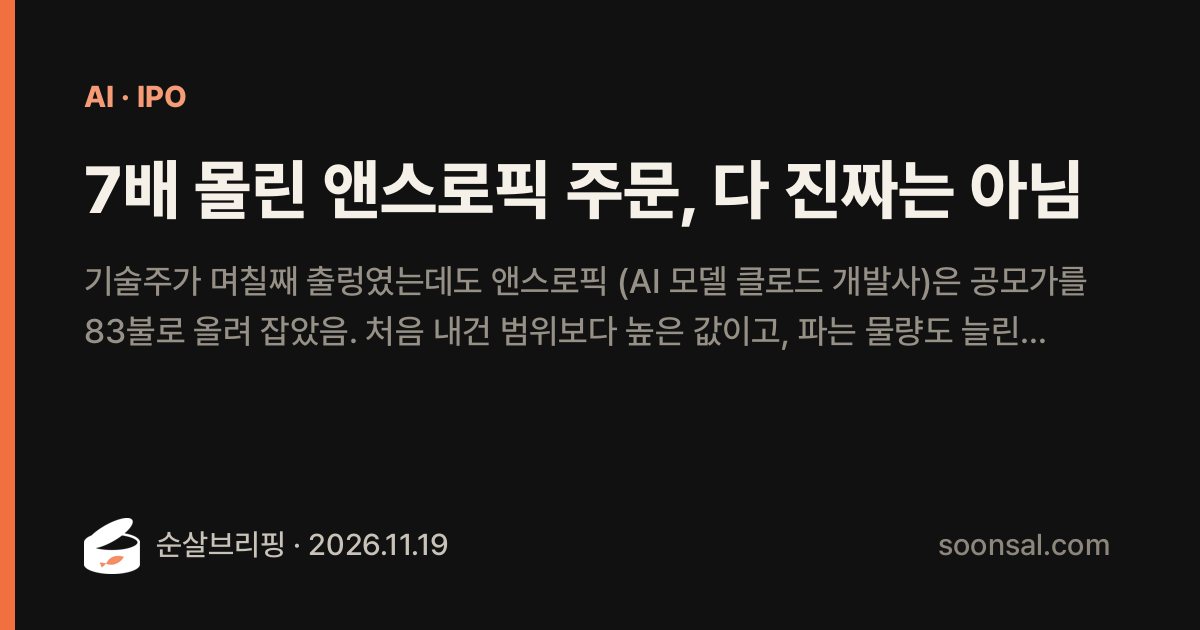 AI · IPO
7배 몰린 앤스로픽 주문, 다 진짜는 아님
기술주가 며칠째 출렁였는데도 앤스로픽 (AI 모델 클로드 개발사)은 공모가를
83불로 올려 잡았음. 처음 내건 범위보다 높은 값이고, 파는 물량도 늘린...
순살브리핑 · 2026.11.19
soonsal.com